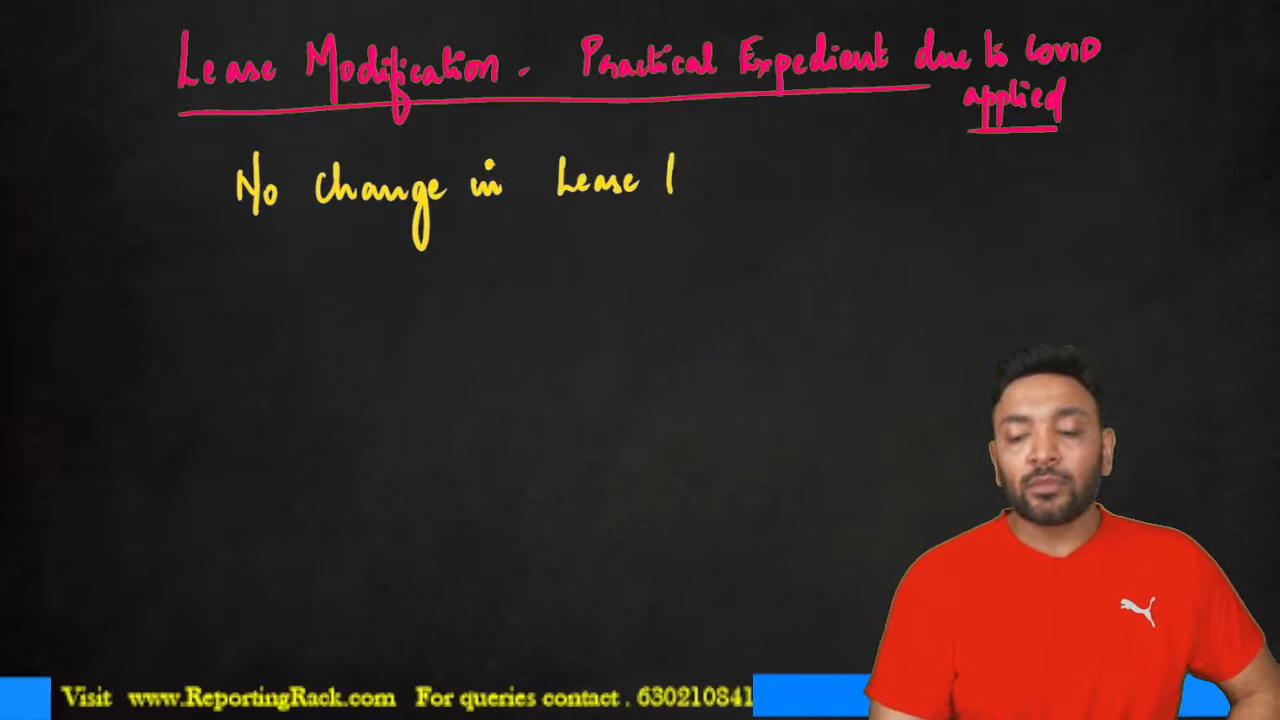 Lease Modification. Practical Expedient due to COVID
applied
No change in Lease
Visit www.ReportingRack.com For queries contact . 630210841